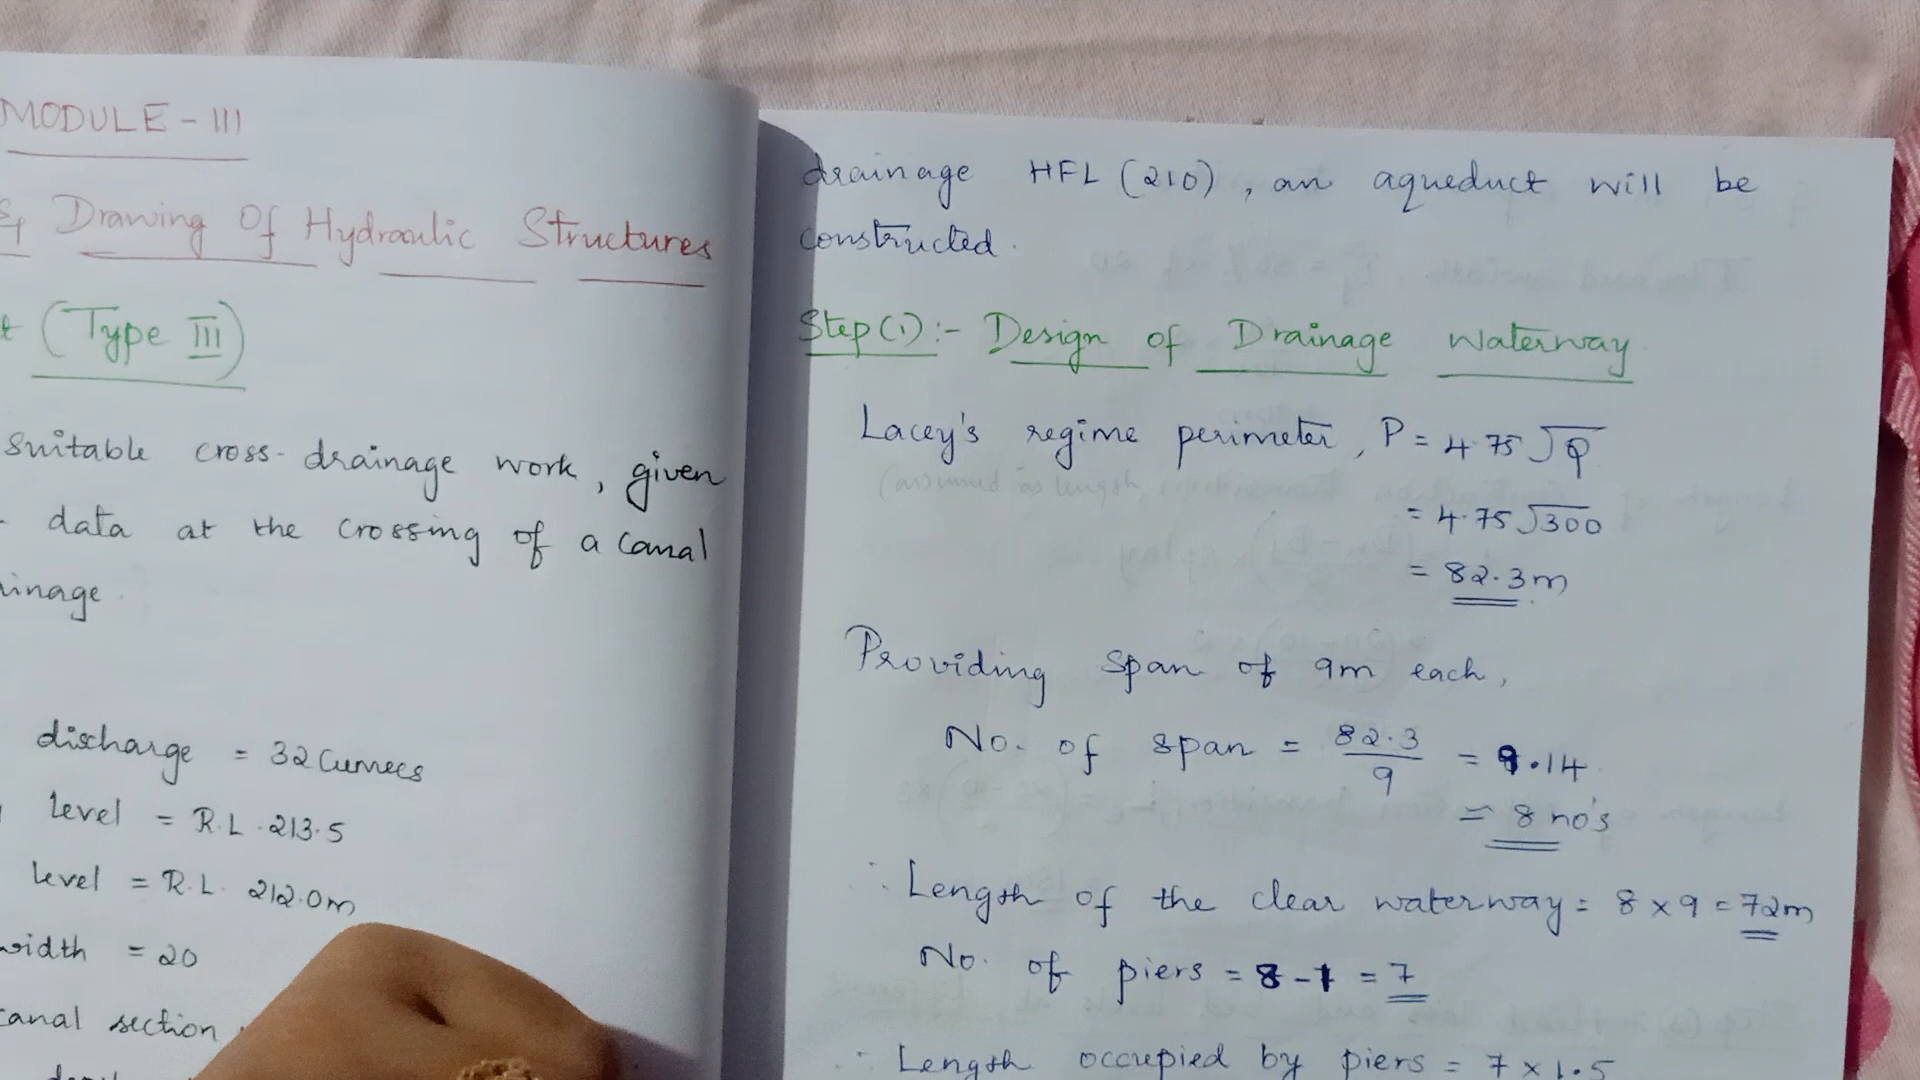 MODULE - III
& Drawing Of Hydraulic Structures
(Type III)
suitable cross-drainage work, given
data at the crossing of a canal
inage.
discharge = 32 Cumecs
level = R.L. 213.5
level = R.L. 212.0m
width = 20
canal section
drainage HFL (210), an aqueduct will be
constructed.
Step(1):- Design of Drainage Waterway
Lacey's regime perimeter, P = 4.75 √Q
= 4.75 √300
= 82.3m
Providing span of 9m each,
No. of span = 82.3/9 = 9.14
≈ 8 no's
∴ Length of the clear waterway = 8 × 9 = 72m
No. of piers = 8 - 1 = 7
∴ Length occupied by piers = 7 × 1.5